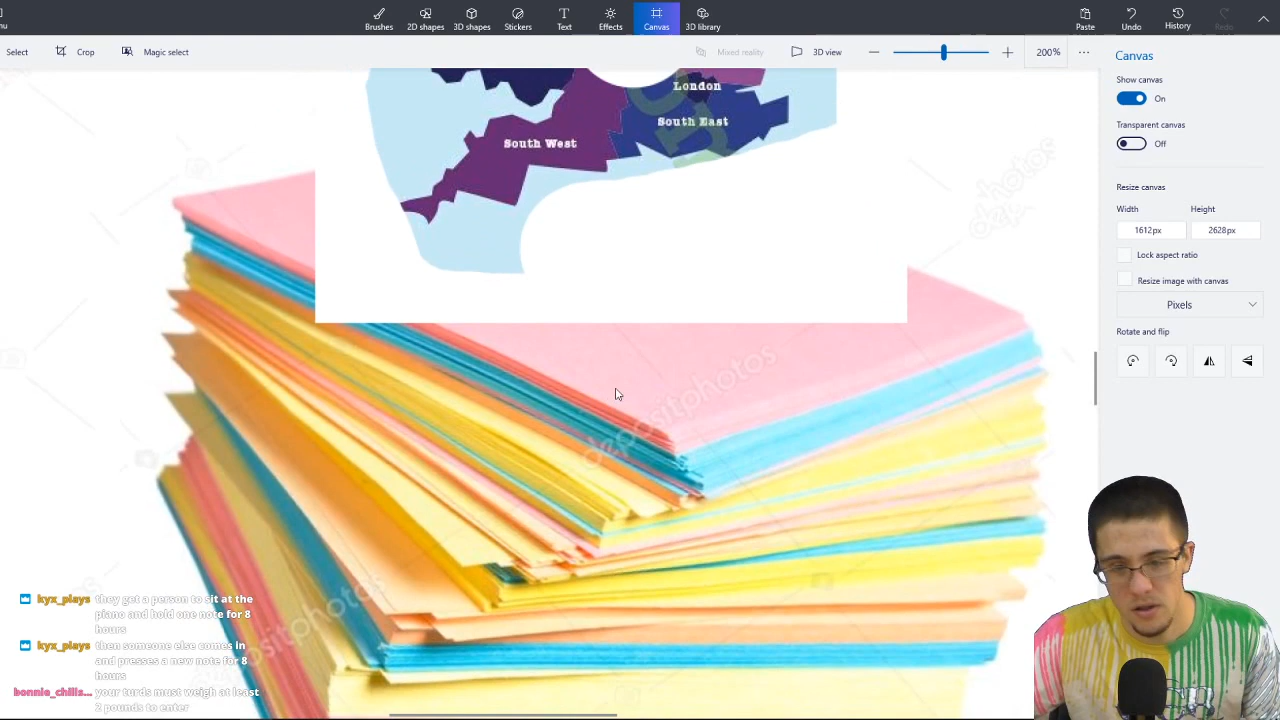 nu
Brushes
2D shapes
3D shapes
Stickers
Text
Effects
Canvas
3D library
Paste
Undo
History
Redo
Select
Crop
Magic select
Mixed reality
3D view
200%
Canvas
Show canvas
On
Transparent canvas
Off
Resize canvas
Width
Height
1612px
2628px
Lock aspect ratio
Resize image with canvas
Pixels
Rotate and flip
London
South East
South West
depositphotos
kyx_plays they get a person to sit at the
piano and hold one note for 8
hours
kyx_plays then someone else comes in
and presses a new note for 8
hours
bonnie_chills... your turds must weigh at least
2 pounds to enter